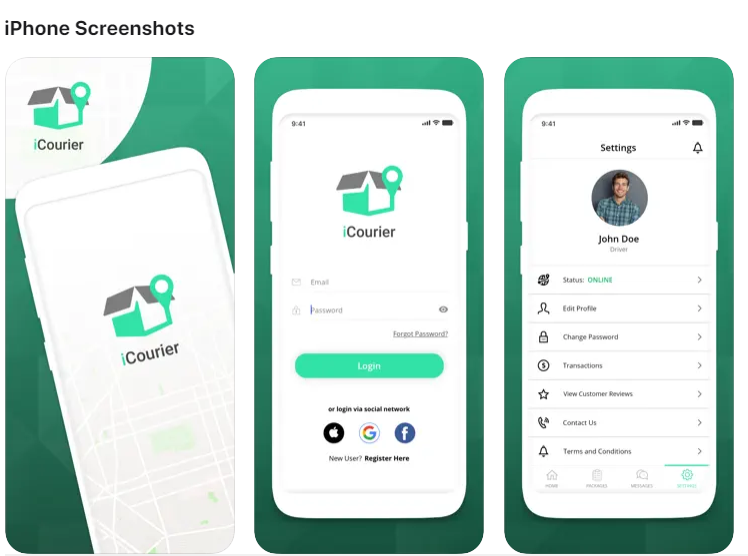 iPhone Screenshots
iCourier
iCourier
9:41
iCourier
Email
Password
Forgot Password?
Login
or login via social network
New User? Register Here
9:41
Settings
John Doe
Driver
Status: ONLINE
Edit Profile
Change Password
Transactions
View Customer Reviews
Contact Us
Terms and Conditions
HOME PACKAGES MESSAGES SETTINGS